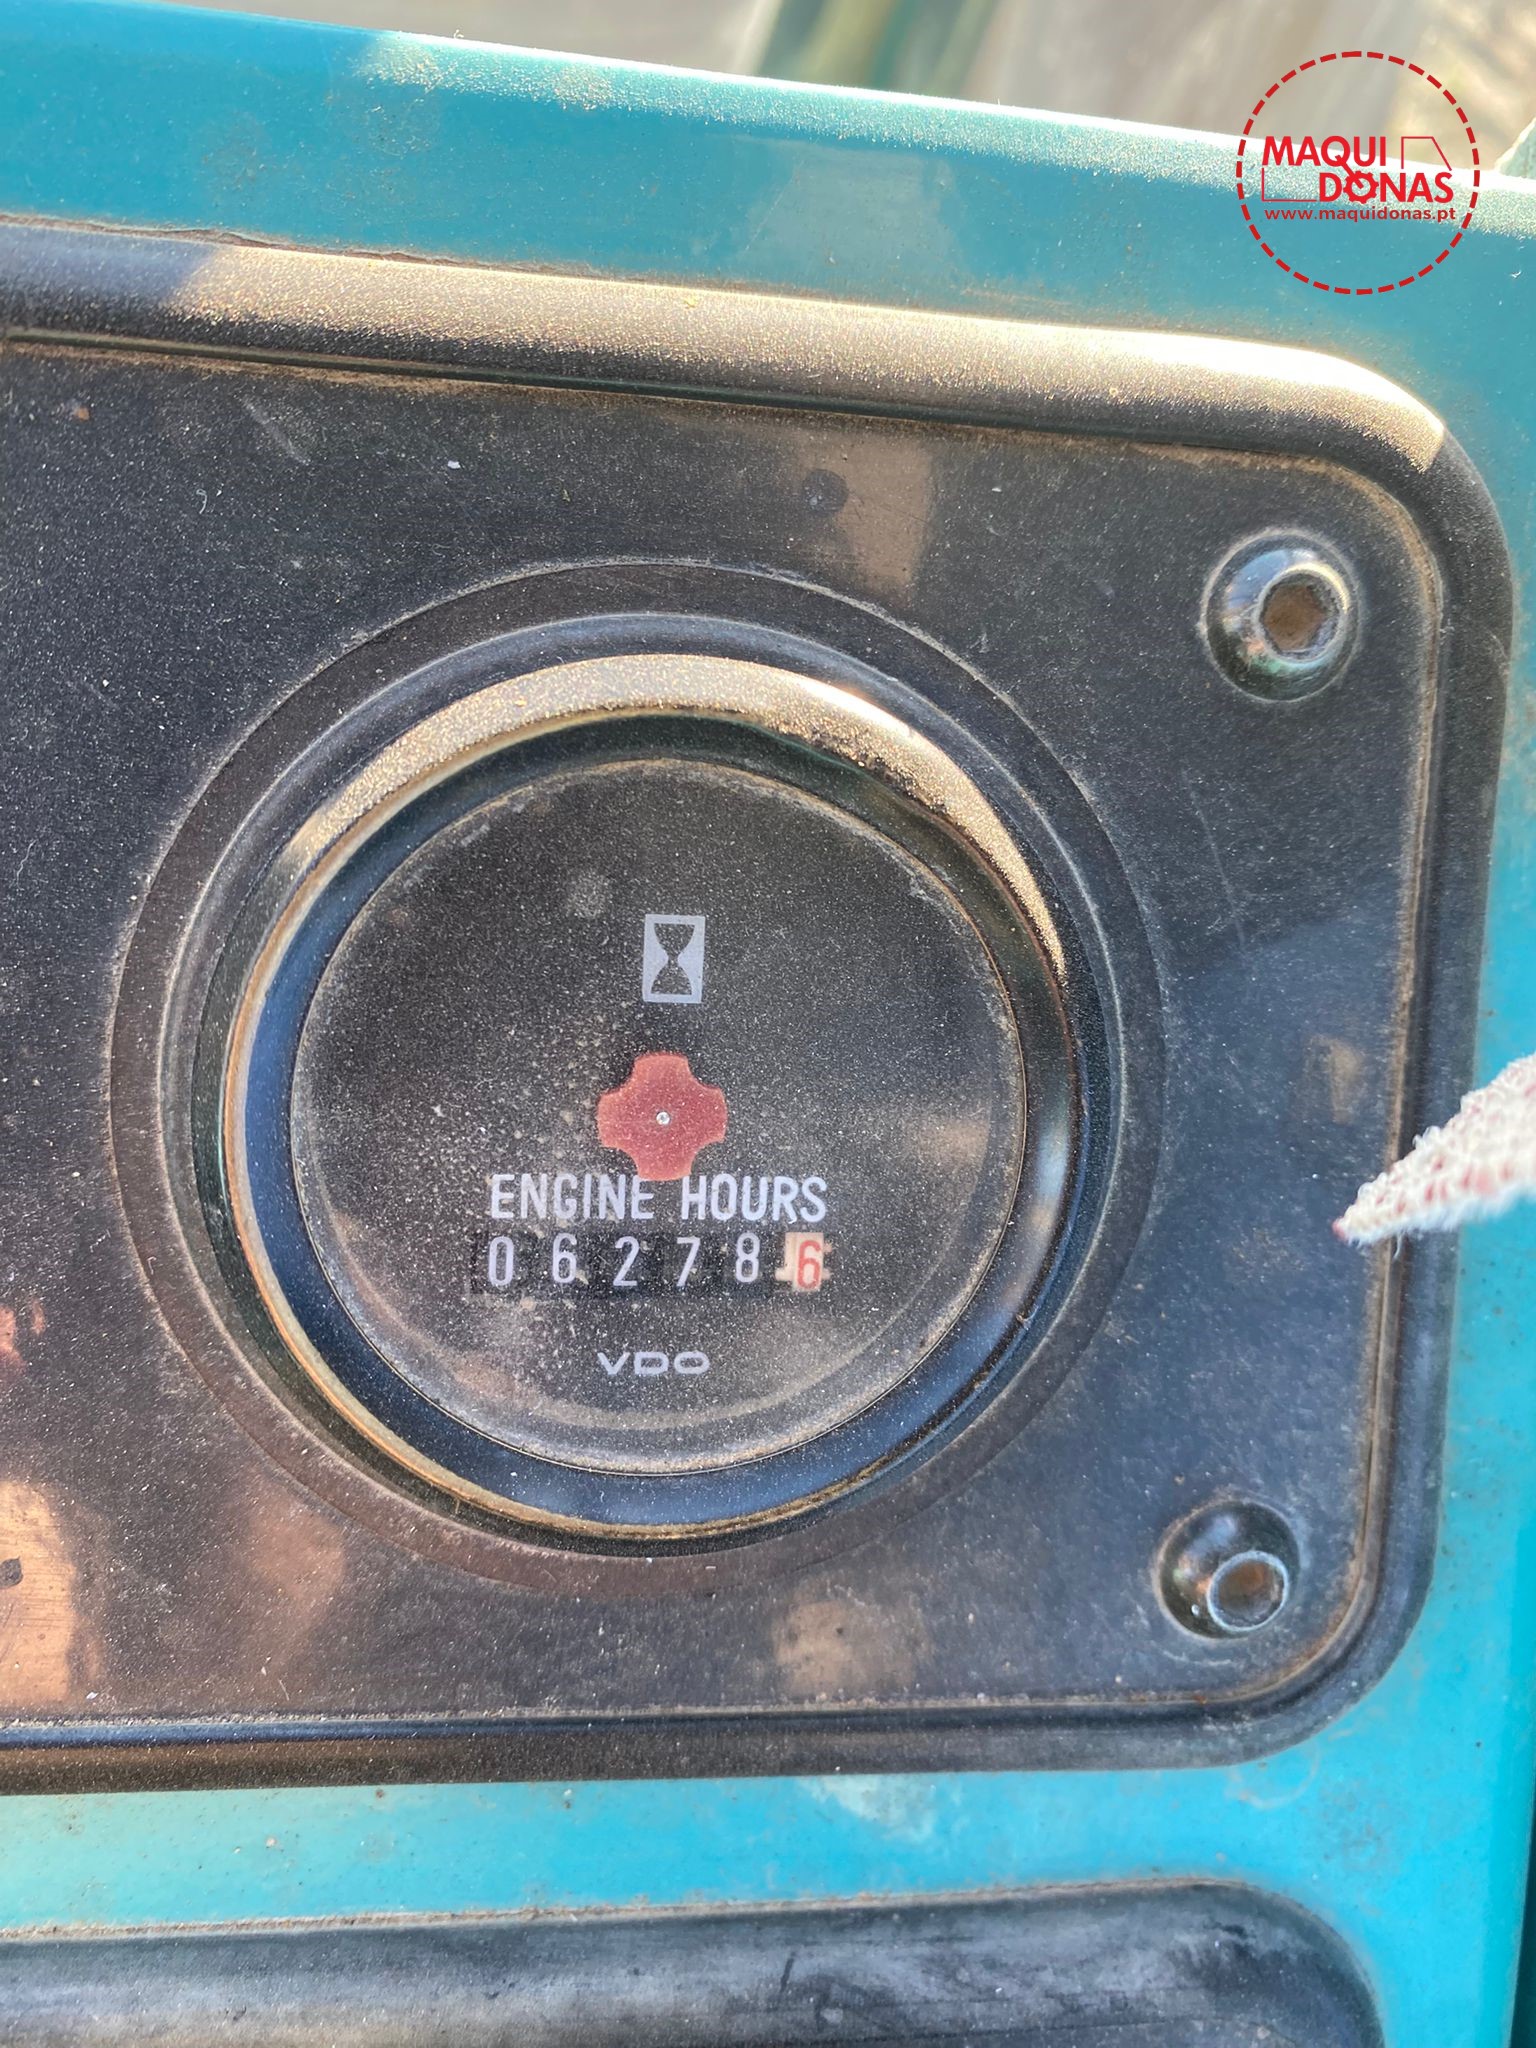 MAQUI
DONAS
www.maquidonas.pt
ENGINE HOURS
062786
VDO